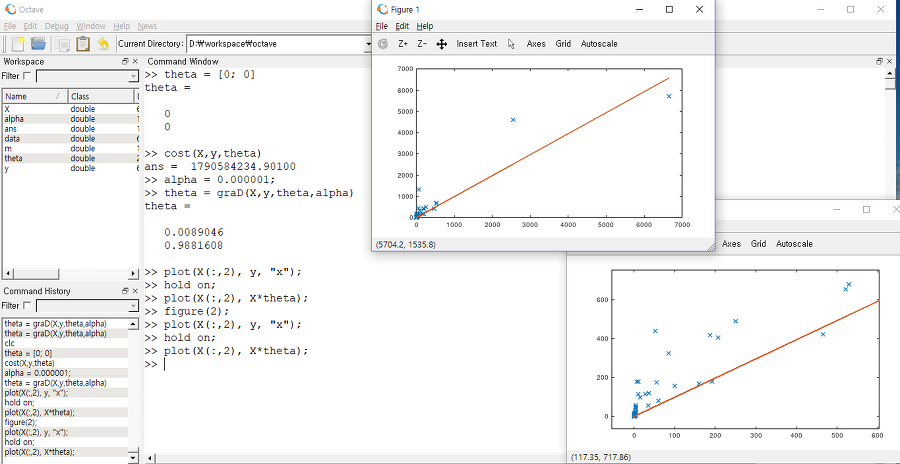 Octave
File Edit Debug Window Help News
Current Directory: D:₩workspace₩octave
Workspace
Filter
Name Class
X double 6
alpha double 1
ans double 1
data double 6
m double 1
theta double 2
y double 6
Command History
Filter
theta = graD(X,y,theta,alpha)
theta = graD(X,y,theta,alpha)
clc
theta = [0; 0]
cost(X,y,theta)
alpha = 0.000001;
theta = graD(X,y,theta,alpha)
plot(X(:,2), y, "x");
hold on;
plot(X(:,2), X*theta);
figure(2);
plot(X(:,2), y, "x");
hold on;
plot(X(:,2), X*theta);
Command Window
>> theta = [0; 0]
theta =
0
0
>> cost(X,y,theta)
ans = 1790584234.90100
>> alpha = 0.000001;
>> theta = graD(X,y,theta,alpha)
theta =
0.0089046
0.9881608
>> plot(X(:,2), y, "x");
>> hold on;
>> plot(X(:,2), X*theta);
>> figure(2);
>> plot(X(:,2), y, "x");
>> hold on;
>> plot(X(:,2), X*theta);
>>
Figure 1
File Edit Help
Z+ Z- Insert Text Axes Grid Autoscale
7000
6000
5000
4000
3000
2000
1000
0
0 1000 2000 3000 4000 5000 6000 7000
(5704.2, 1535.8)
Axes Grid Autoscale
600
400
200
0
0 100 200 300 400 500 600
(117.35, 717.86)